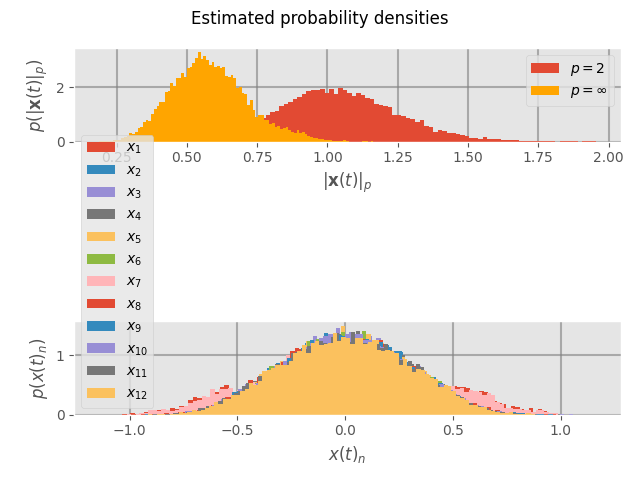 Estimated probability densities
p(|x(t)|ₚ)
2
0
p = 2
p = ∞
0.25 0.50 0.75 1.00 1.25 1.50 1.75 2.00
|x(t)|ₚ
x₁
x₂
x₃
x₄
x₅
x₆
x₇
x₈
x₉
x₁₀
x₁₁
x₁₂
p(x(t)ₙ)
1
0
−1.0 −0.5 0.0 0.5 1.0
x(t)ₙ